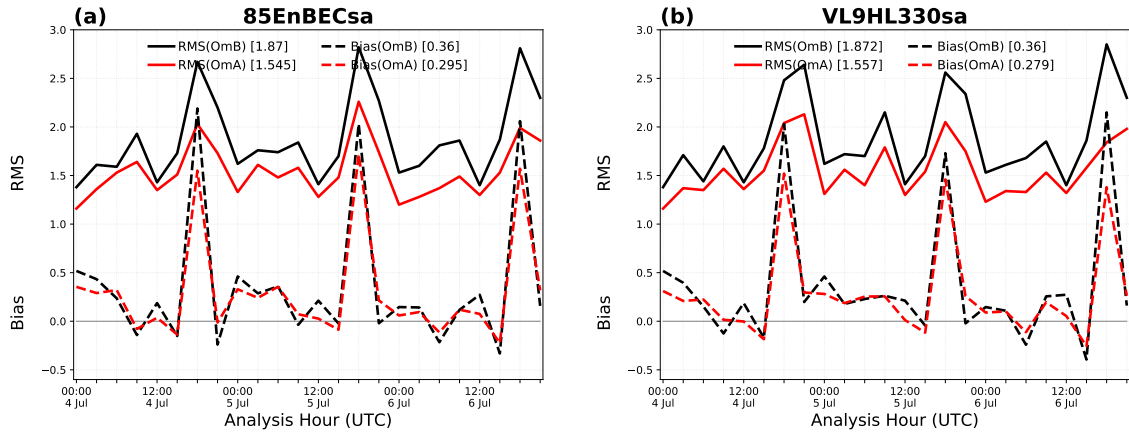 (a) 85EnBECsa
RMS(OmB) [1.87] Bias(OmB) [0.36]
RMS(OmA) [1.545] Bias(OmA) [0.295]
3.0
2.5
2.0
1.5
1.0
0.5
0.0
−0.5
RMS
Bias
00:00 12:00 00:00 12:00 00:00 12:00
4 Jul 4 Jul 5 Jul 5 Jul 6 Jul 6 Jul
Analysis Hour (UTC)
(b) VL9HL330sa
RMS(OmB) [1.872] Bias(OmB) [0.36]
RMS(OmA) [1.557] Bias(OmA) [0.279]
3.0
2.5
2.0
1.5
1.0
0.5
0.0
−0.5
RMS
Bias
00:00 12:00 00:00 12:00 00:00 12:00
4 Jul 4 Jul 5 Jul 5 Jul 6 Jul 6 Jul
Analysis Hour (UTC)